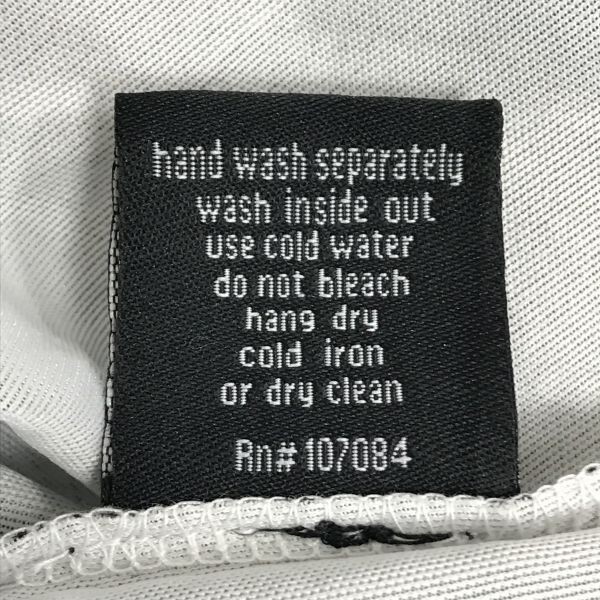 hand wash separately
wash inside out
use cold water
do not bleach
hang dry
cold iron
or dry clean
Rn# 107084